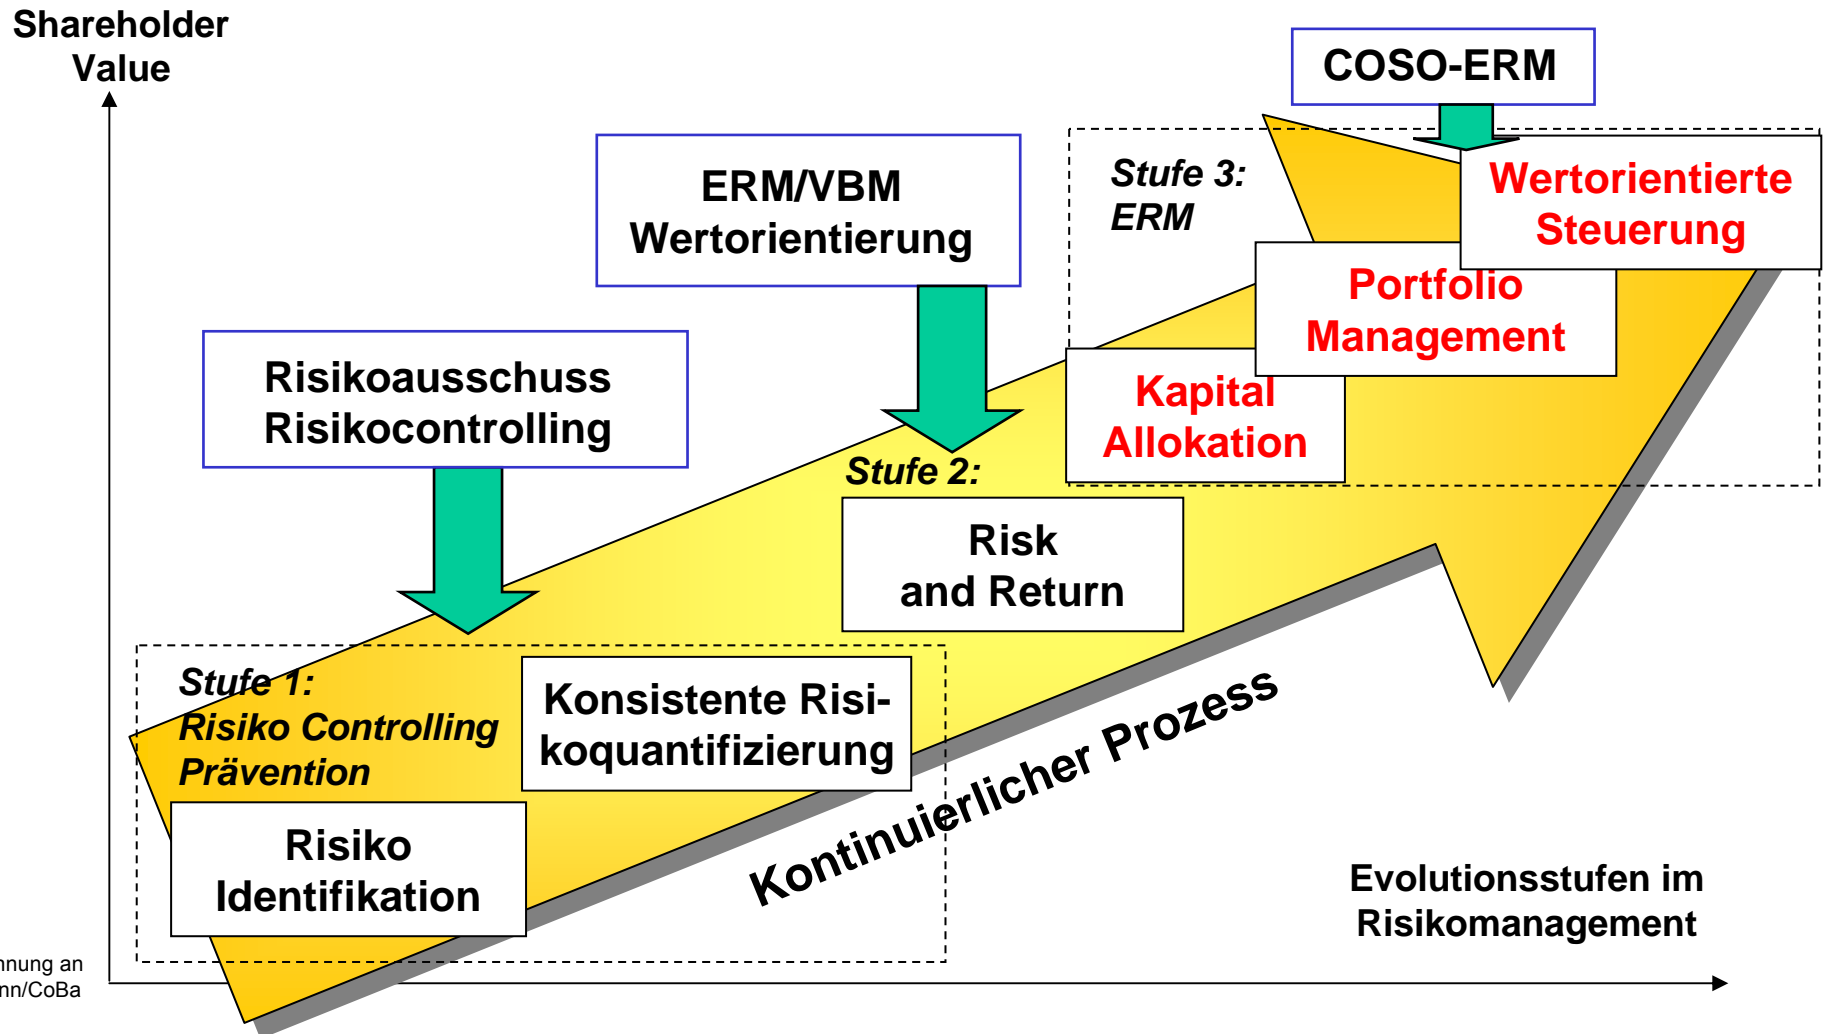 Shareholder
Value
COSO-ERM
ERM/VBM
Wertorientierung
Stufe 3:
ERM
Wertorientierte
Steuerung
Portfolio
Management
Risikoausschuss
Risikocontrolling
Kapital
Allokation
Stufe 2:
Risk
and Return
Stufe 1:
Risiko Controlling
Prävention
Konsistente Risi-
koquantifizierung
Risiko
Identifikation
Kontinuierlicher Prozess
Evolutionsstufen im
Risikomanagement
an